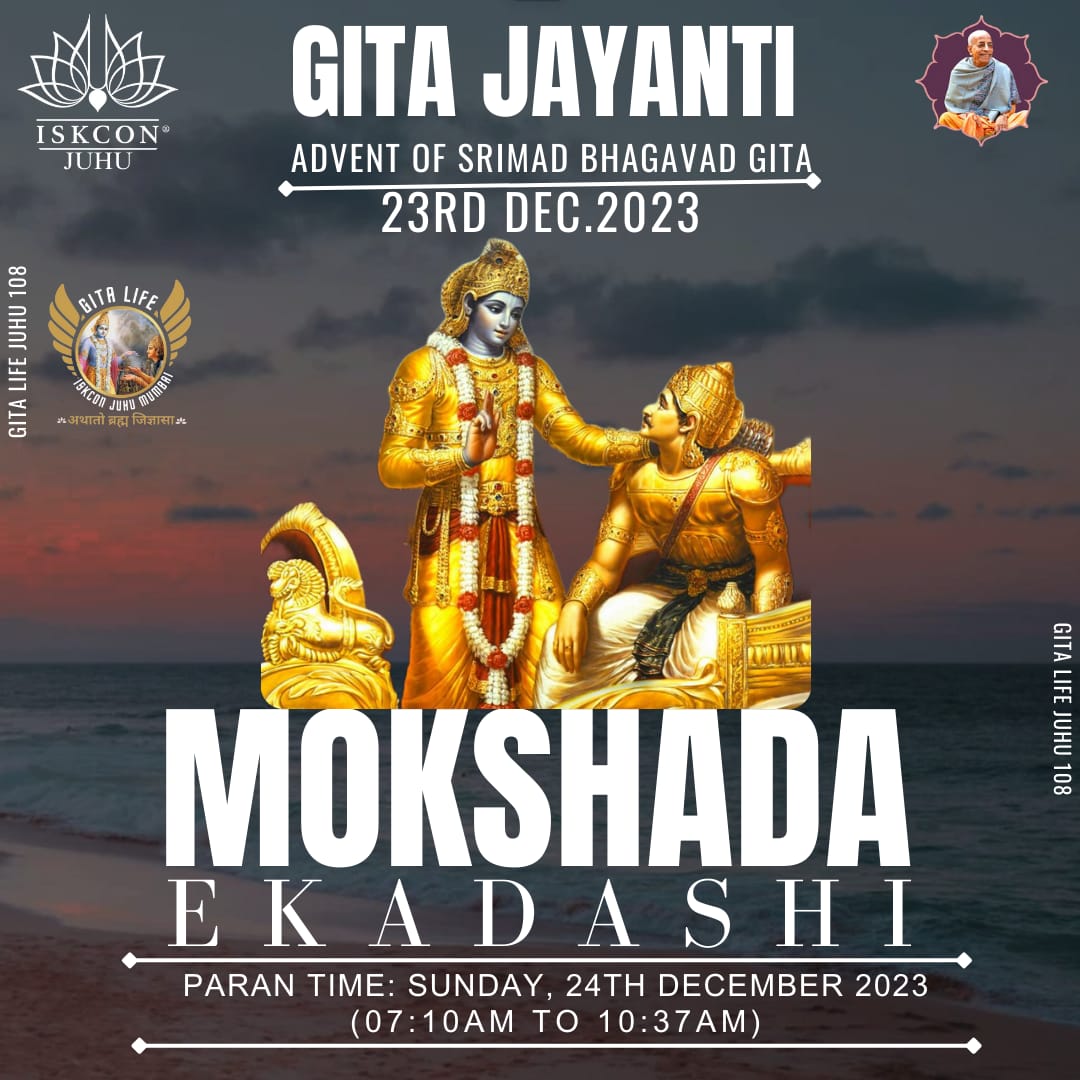 ISKCON®
JUHU
GITA JAYANTI
ADVENT OF SRIMAD BHAGAVAD GITA
23RD DEC.2023
GITA LIFE JUHU 108
GITA LIFE
ISKCON JUHU MUMBAI
अथातो ब्रह्म जिज्ञासा
GITA LIFE JUHU 108
MOKSHADA
EKADASHI
PARAN TIME: SUNDAY, 24TH DECEMBER 2023
(07:10AM TO 10:37AM)